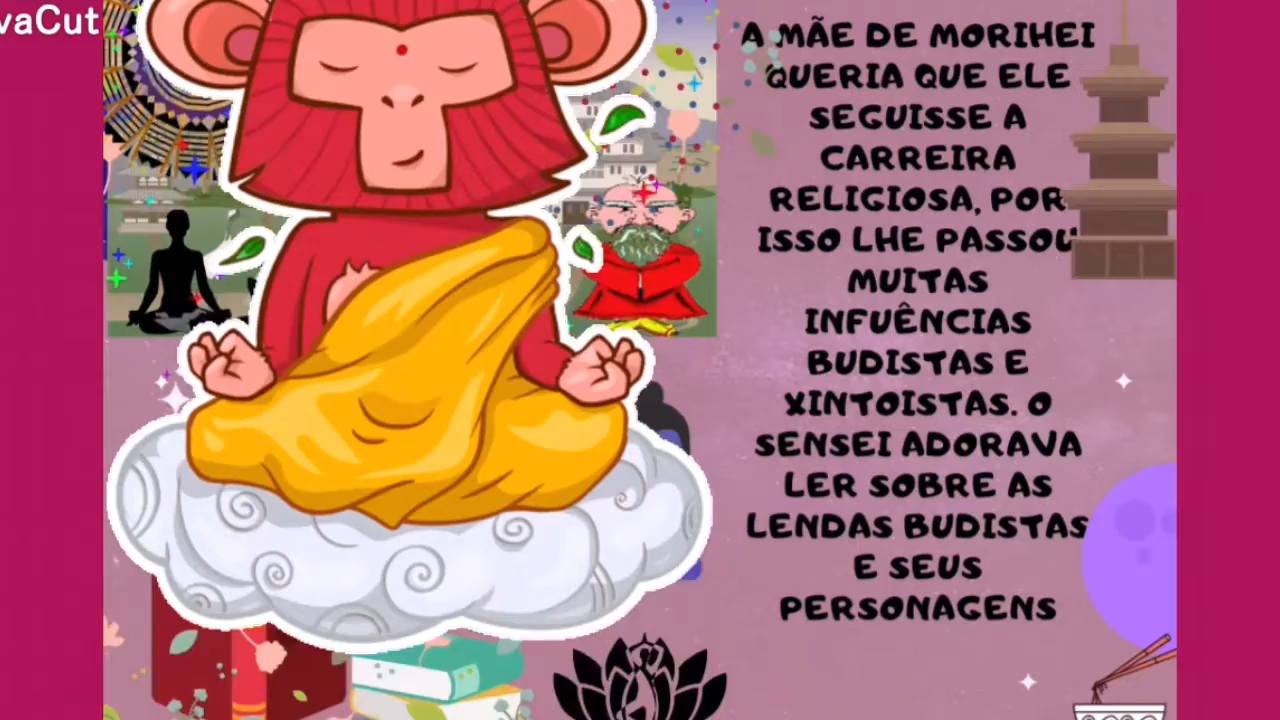 vaCut
A MÃE DE MORIHEI
QUERIA QUE ELE
SEGUISSE A
CARREIRA
RELIGIOSA, POR
ISSO LHE PASSOU
MUITAS
INFUÊNCIAS
BUDISTAS E
XINTOISTAS. O
SENSEI ADORAVA
LER SOBRE AS
LENDAS BUDISTAS
E SEUS
PERSONAGENS